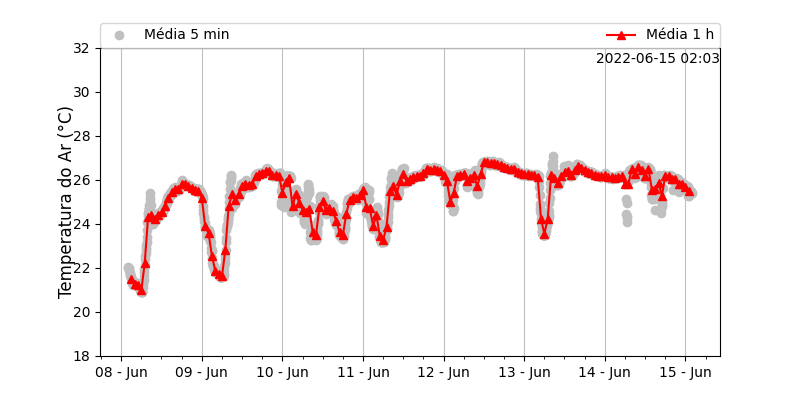 Média 5 min
Média 1 h
2022-06-15 02:03
Temperatura do Ar (°C)
32
30
28
26
24
22
20
18
08 - Jun
09 - Jun
10 - Jun
11 - Jun
12 - Jun
13 - Jun
14 - Jun
15 - Jun